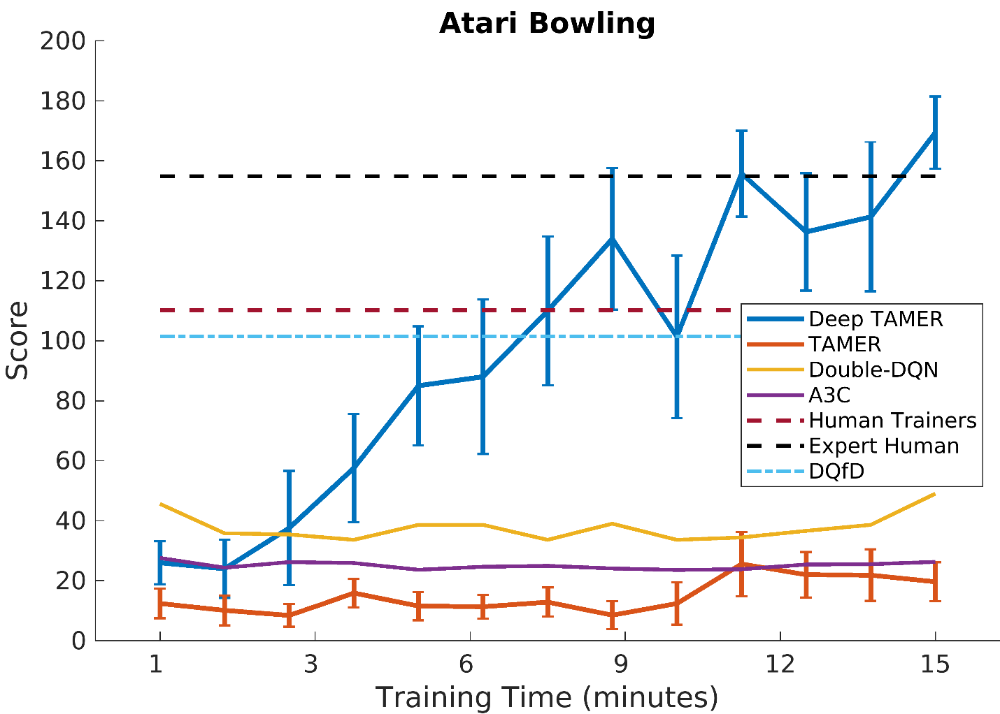 Atari Bowling
200
180
160
140
120
100
80
60
40
20
0
Score
1 3 6 9 12 15
Training Time (minutes)
Deep TAMER
TAMER
Double-DQN
A3C
Human Trainers
Expert Human
DQfD